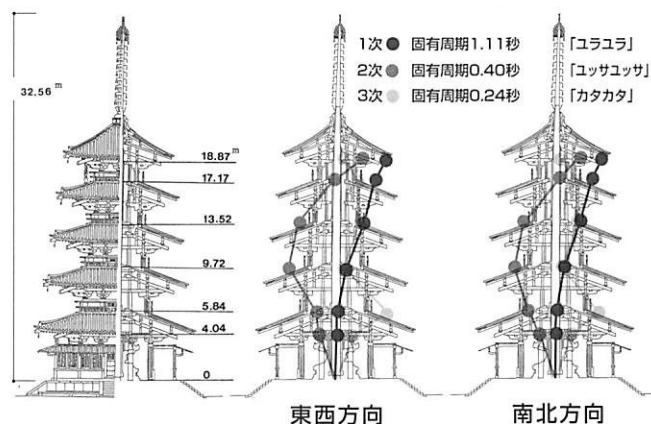 1次 ● 固有周期1.11秒 「ユラユラ」
2次 ● 固有周期0.40秒 「ユッサユッサ」
3次 ● 固有周期0.24秒 「カタカタ」
32.56 m
18.87 m
17.17
13.52
9.72
5.84
4.04
0
東西方向
南北方向